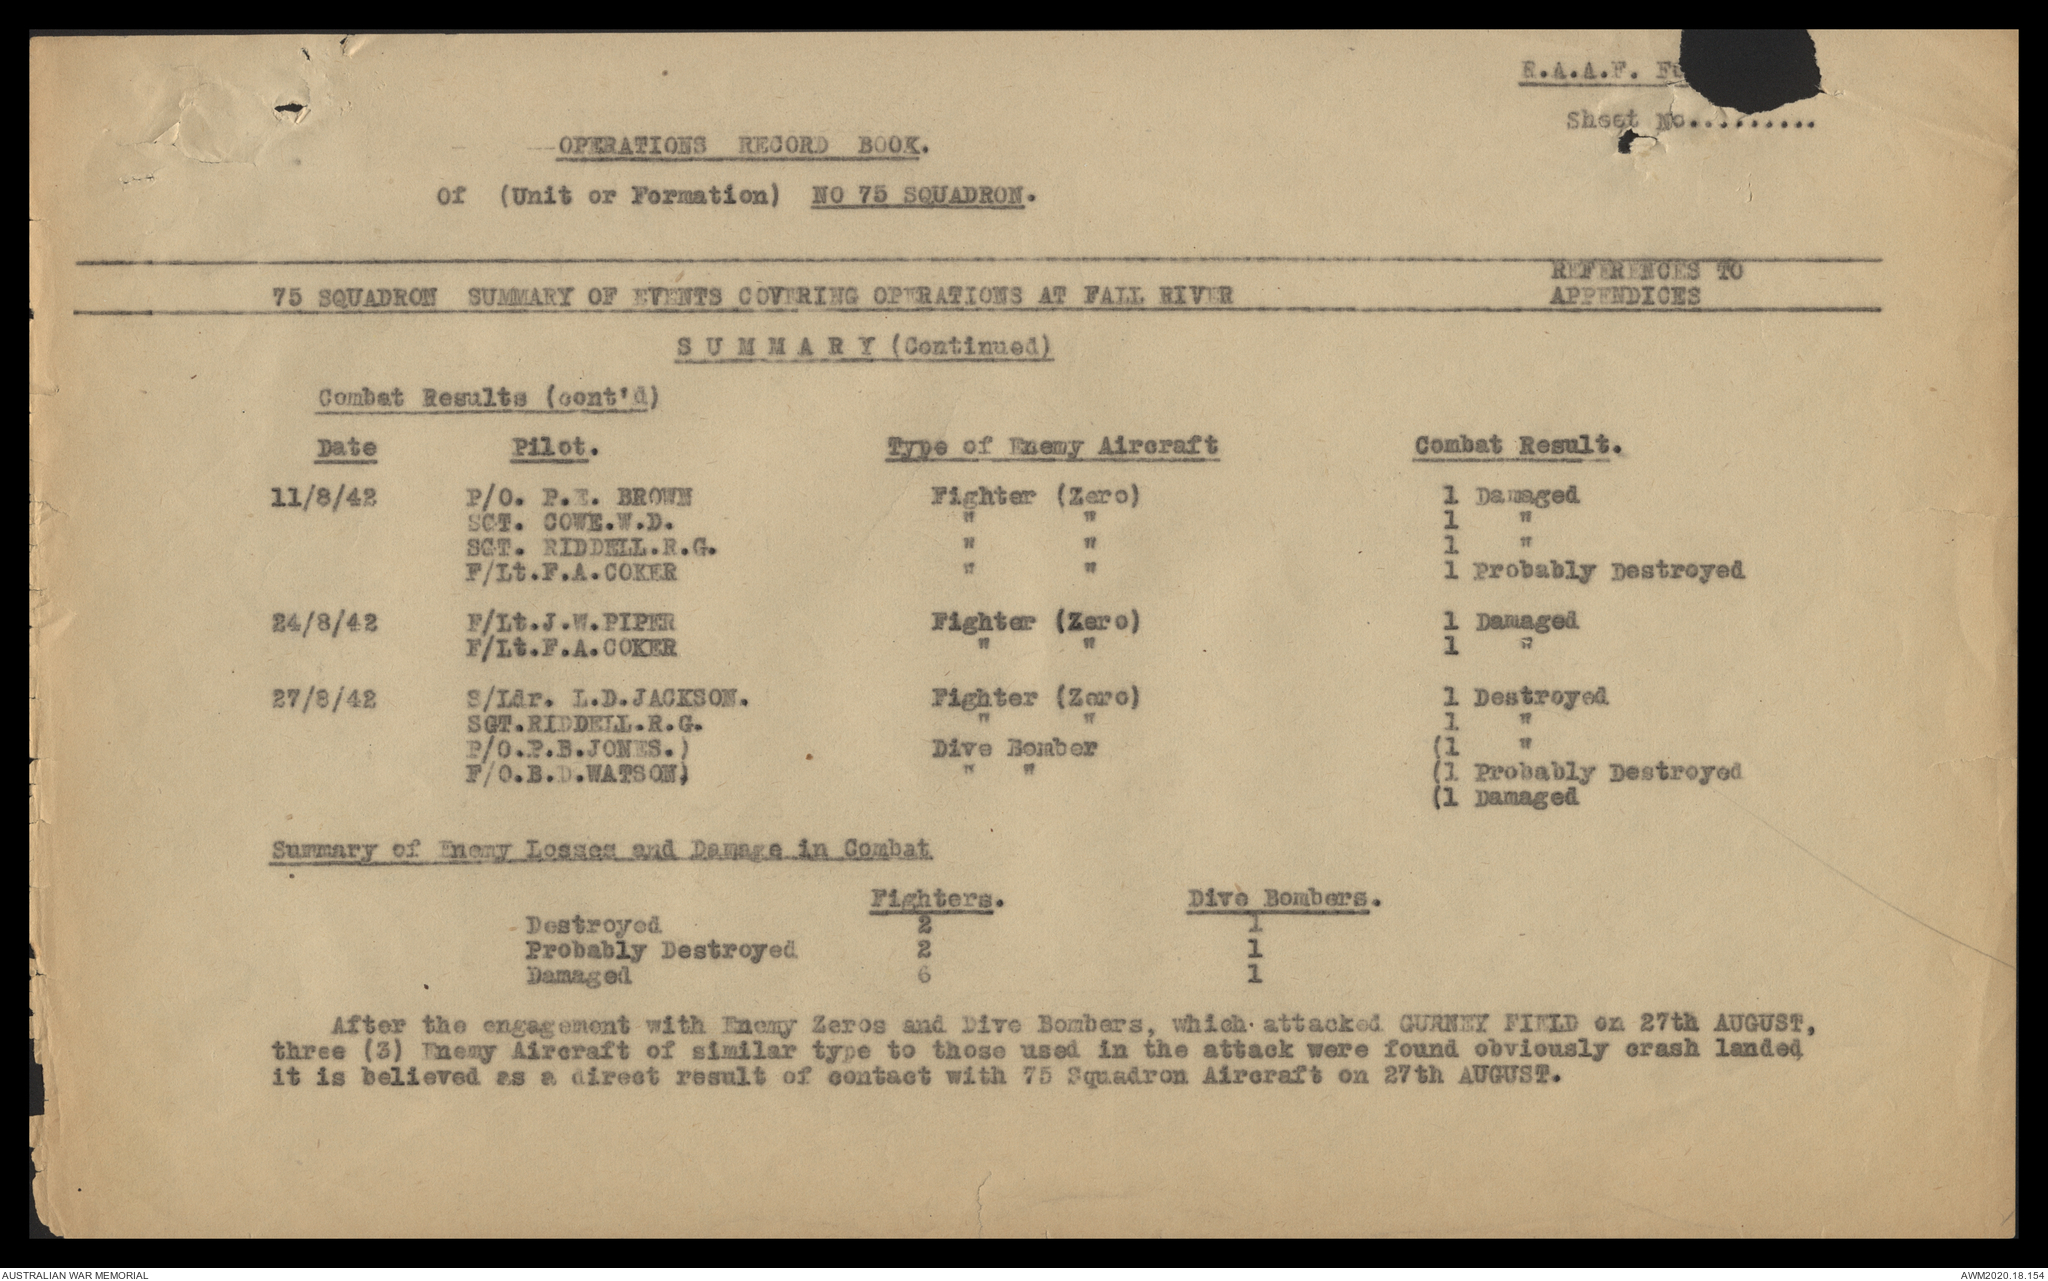 R.A.A.F.
Sheet No..........
OPERATIONS RECORD BOOK.
Of (Unit or Formation) NO 75 SQUADRON.
REFERENCES TO
75 SQUADRON SUMMARY OF EVENTS COVERING OPERATIONS AT FALL RIVER APPENDICES
S U M M A R Y (Continued)
Combat Results (cont'd)
Date Pilot. Type of Enemy Aircraft Combat Result.
11/8/42 P/O. P.E. BROWN Fighter (Zero) 1 Damaged
SGT. COWE.W.D. " " 1 "
SGT. RIDDELL.R.G. " " 1 "
F/Lt.F.A.COKER " " 1 Probably Destroyed
24/8/42 F/Lt.J.W.PIPER Fighter (Zero) 1 Damaged
F/Lt.F.A.COKER " " 1 "
27/8/42 S/Ldr. L.D.JACKSON. Fighter (Zero) 1 Destroyed
SGT.RIDDELL.R.G. " " 1 "
P/O.P.B.JONES.) Dive Bomber (1 "
F/O.B.D.WATSON) " " (1 Probably Destroyed
(1 Damaged
Summary of Enemy Losses and Damage in Combat
Fighters. Dive Bombers.
Destroyed 2 1
Probably Destroyed 2 1
Damaged 6 1
After the engagement with Enemy Zeros and Dive Bombers, which attacked GURNEY FIELD on 27th AUGUST,
three (3) Enemy Aircraft of similar type to those used in the attack were found obviously crash landed
it is believed as a direct result of contact with 75 Squadron Aircraft on 27th AUGUST.
AUSTRALIAN WAR MEMORIAL
AWM2020.18.154